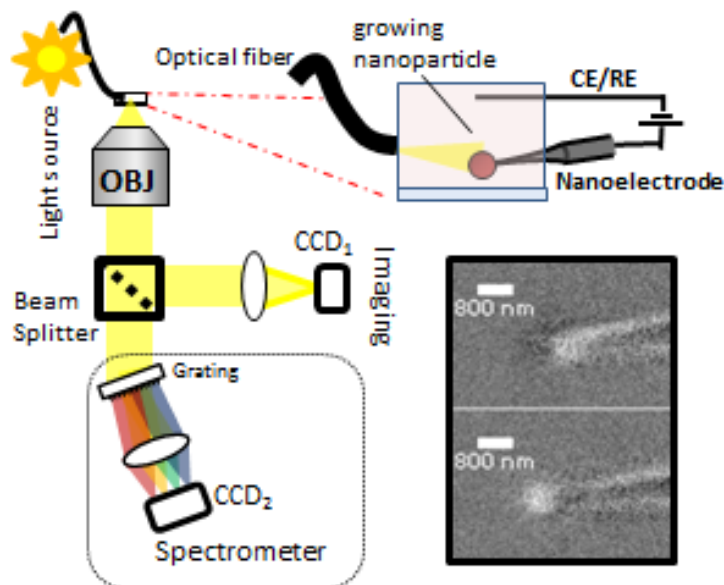 Optical fiber
growing
nanoparticle
CE/RE
Light source
OBJ
Nanoelectrode
CCD1
Imaging
Beam
Splitter
Grating
CCD2
Spectrometer
800 nm
800 nm